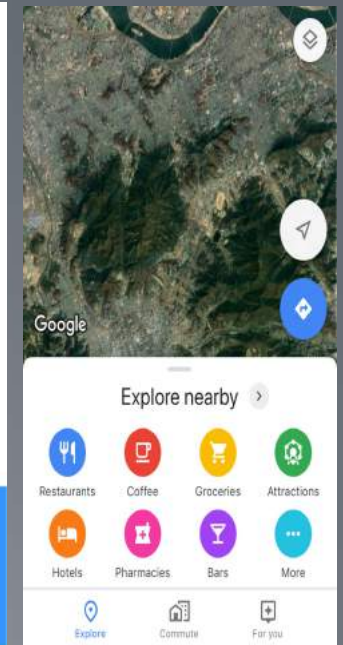 Google
Explore nearby
Restaurants Coffee Groceries Attractions
Hotels Pharmacies Bars More
Explore Commute For you